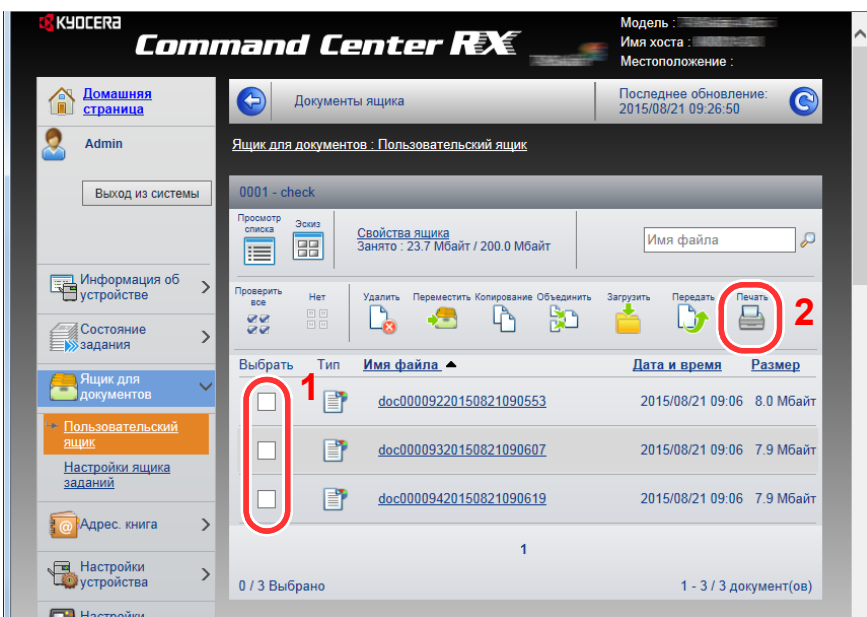 KYOCERA
Command Center RX
Модель :
Имя хоста :
Местоположение :
Домашняя
страница
Документы ящика
Последнее обновление:
2015/08/21 09:26:50
Admin
Ящик для документов : Пользовательский ящик
Выход из системы
0001 - check
Просмотр
списка
Эскиз
Свойства ящика
Занято : 23.7 Мбайт / 200.0 Мбайт
Имя файла
Информация об
устройстве
Проверить
все
Нет
Удалить
Переместить
Копирование
Объединить
Загрузить
Передать
Печать
2
Состояние
задания
Выбрать
Тип
Имя файла
Дата и время
Размер
1
Ящик для
документов
doc00009220150821090553
2015/08/21 09:06
8.0 Мбайт
Пользовательский
ящик
doc00009320150821090607
2015/08/21 09:06
7.9 Мбайт
Настройки ящика
заданий
doc00009420150821090619
2015/08/21 09:06
7.9 Мбайт
Адрес. книга
1
Настройки
устройства
0 / 3 Выбрано
1 - 3 / 3 документ(ов)
Настройки